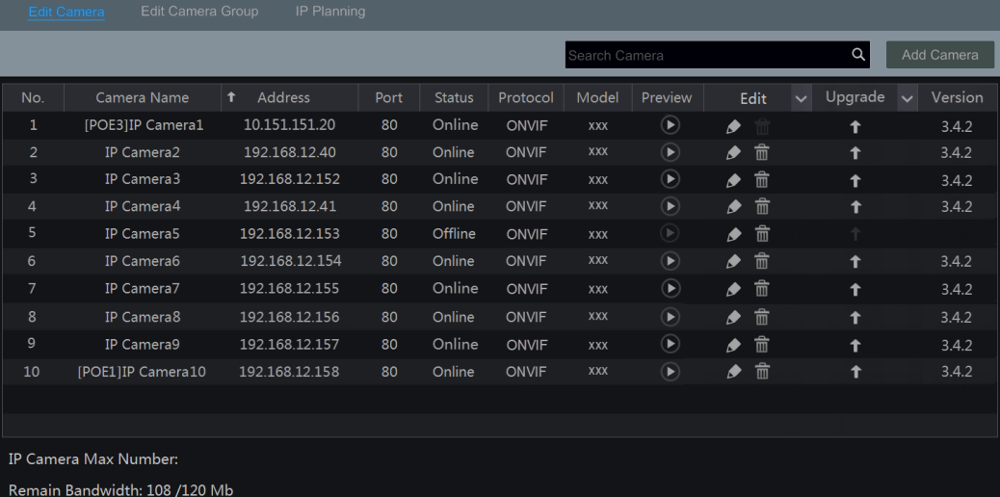 Edit Camera Edit Camera Group IP Planning
Search Camera Add Camera
No. Camera Name Address Port Status Protocol Model Preview Edit Upgrade Version
1 [POE3]IP Camera1 10.151.151.20 80 Online ONVIF xxx 3.4.2
2 IP Camera2 192.168.12.40 80 Online ONVIF xxx 3.4.2
3 IP Camera3 192.168.12.152 80 Online ONVIF xxx 3.4.2
4 IP Camera4 192.168.12.41 80 Online ONVIF xxx 3.4.2
5 IP Camera5 192.168.12.153 80 Offline ONVIF xxx
6 IP Camera6 192.168.12.154 80 Online ONVIF xxx 3.4.2
7 IP Camera7 192.168.12.155 80 Online ONVIF xxx 3.4.2
8 IP Camera8 192.168.12.156 80 Online ONVIF xxx 3.4.2
9 IP Camera9 192.168.12.157 80 Online ONVIF xxx 3.4.2
10 [POE1]IP Camera10 192.168.12.158 80 Online ONVIF xxx 3.4.2
IP Camera Max Number:
Remain Bandwidth: 108 /120 Mb